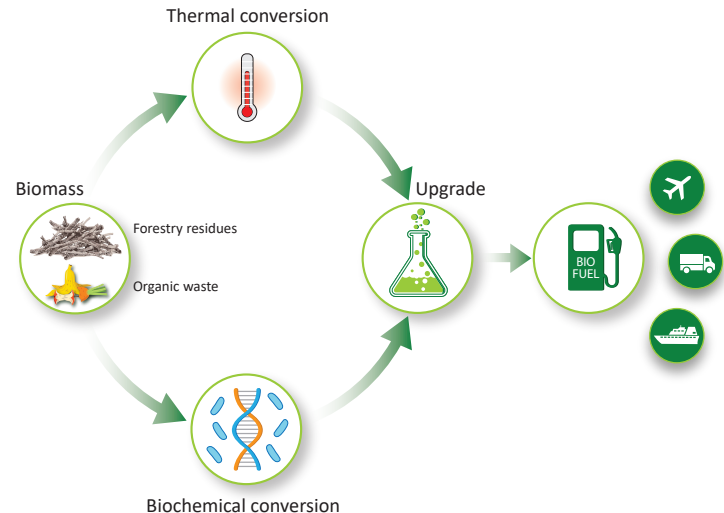 Thermal conversion
Biomass
Forestry residues
Organic waste
Upgrade
BIO
FUEL
Biochemical conversion